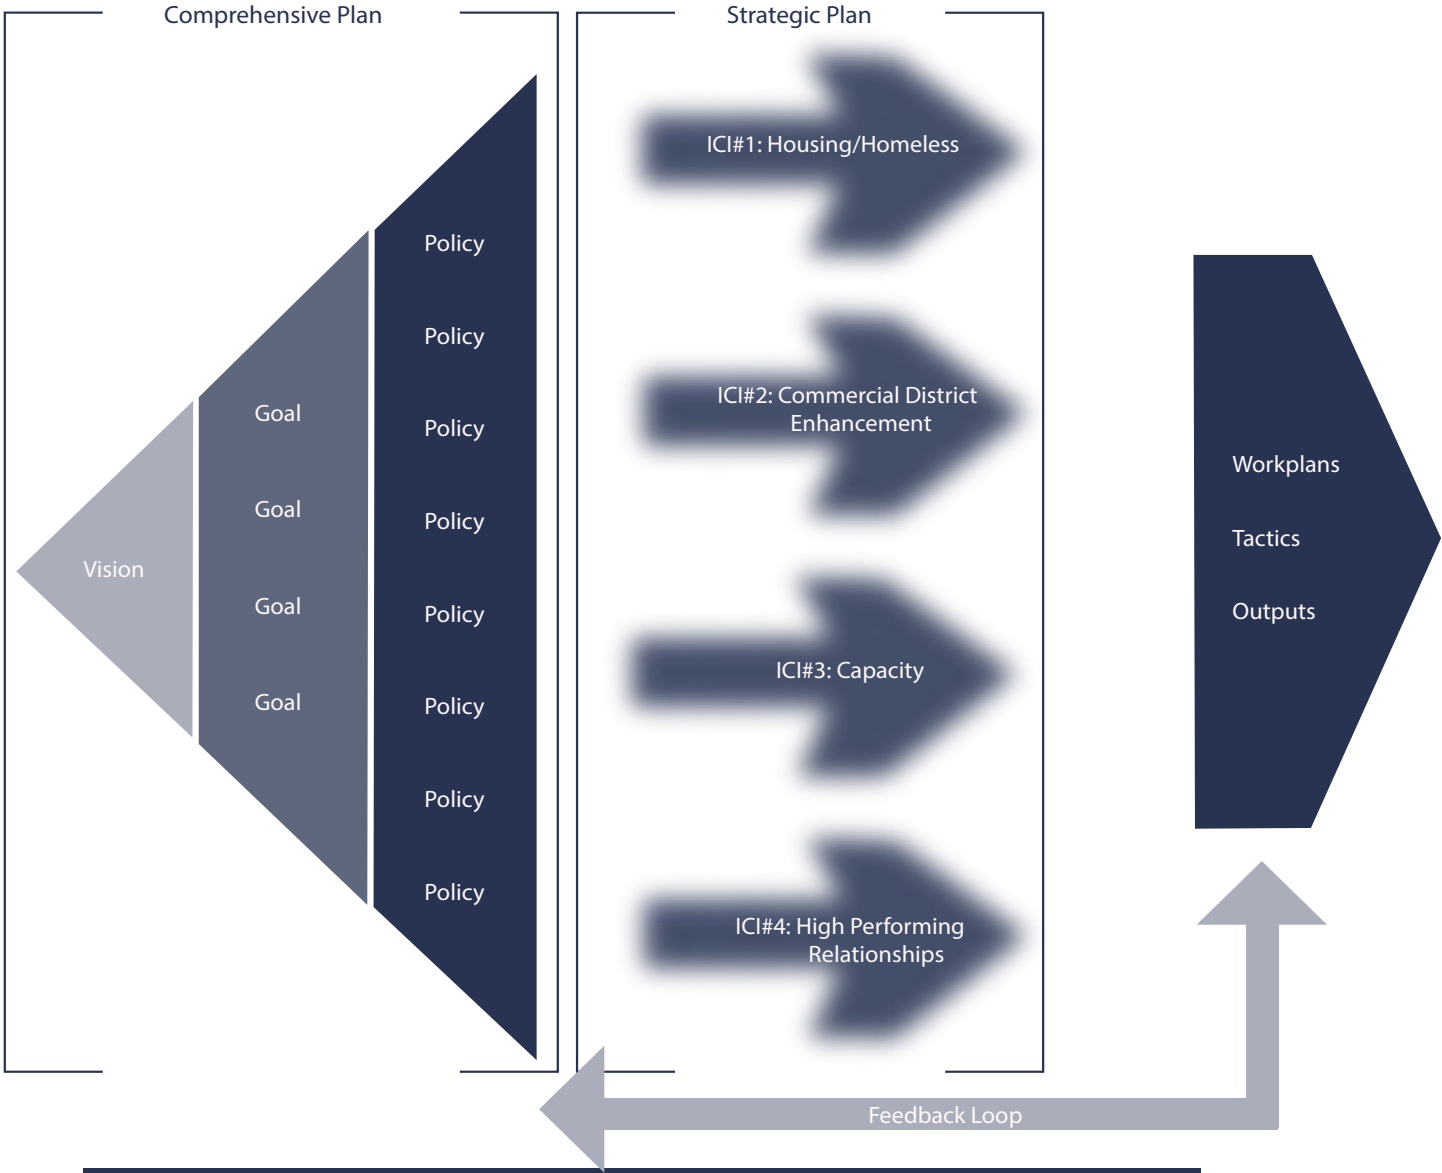 Comprehensive Plan
Strategic Plan
Vision
Goal
Goal
Goal
Goal
Policy
Policy
Policy
Policy
Policy
Policy
Policy
Policy
ICI#1: Housing/Homeless
ICI#2: Commercial District
Enhancement
ICI#3: Capacity
ICI#4: High Performing
Relationships
Workplans
Tactics
Outputs
Feedback Loop